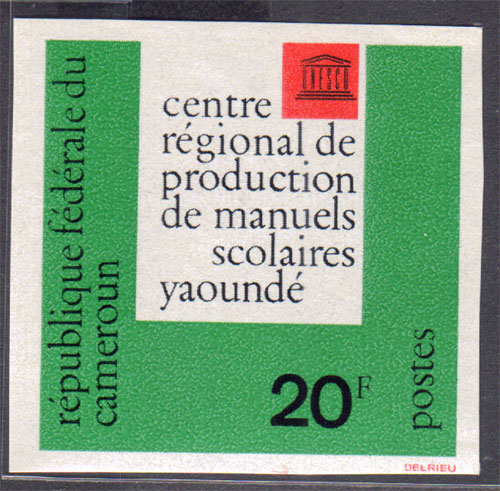 république fédérale du
cameroun
UNESCO
centre
régional de
production
de manuels
scolaires
yaoundé
20F
postes
DELRIEU